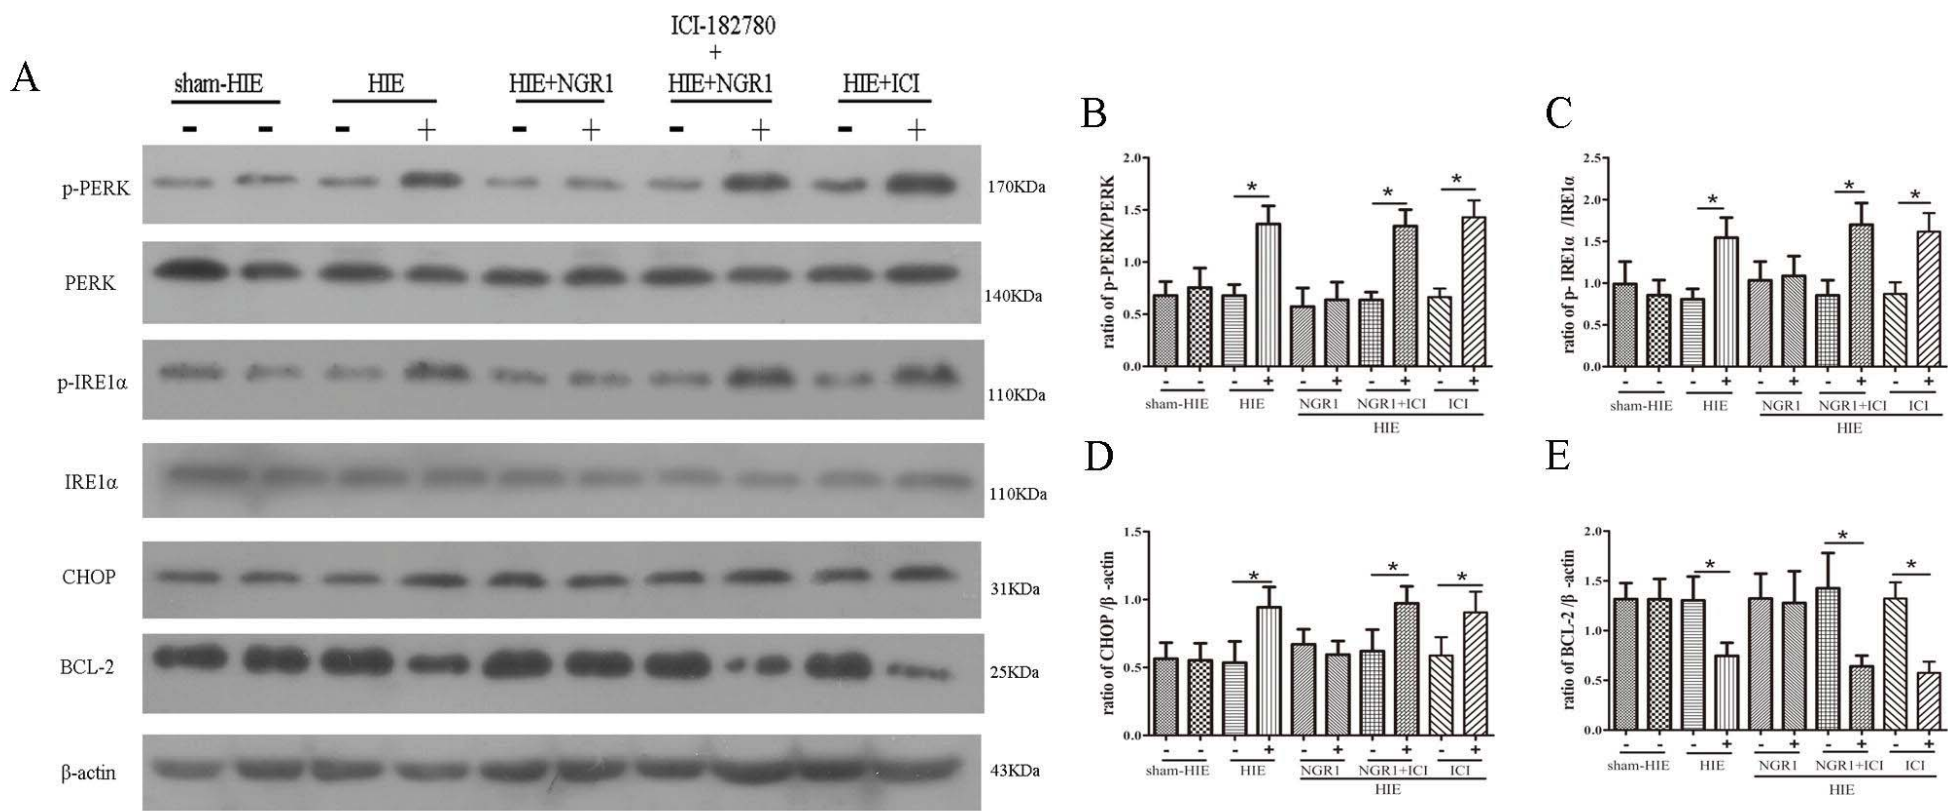 A
ICI-182780
+
sham-HIE HIE HIE+NGR1 HIE+NGR1 HIE+ICI
- - - + - + - + - +
p-PERK 170KDa
PERK 140KDa
p-IRE1α 110KDa
IRE1α 110KDa
CHOP 31KDa
BCL-2 25KDa
β-actin 43KDa
B
ratio of p-PERK/PERK
2.0
1.5
1.0
0.5
0.0
* * *
- - - + - + - + - +
sham-HIE HIE NGR1 NGR1+ICI ICI
HIE
C
ratio of p- IRE1α /IRE1α
2.5
2.0
1.5
1.0
0.5
0.0
* * *
- - - + - + - + - +
sham-HIE HIE NGR1 NGR1+ICI ICI
HIE
D
ratio of CHOP /β -actin
1.5
1.0
0.5
0.0
* * *
- - - + - + - + - +
sham-HIE HIE NGR1 NGR1+ICI ICI
HIE
E
ratio of BCL-2 /β -actin
2.0
1.5
1.0
0.5
0.0
* * *
- - - + - + - + - +
sham-HIE HIE NGR1 NGR1+ICI ICI
HIE